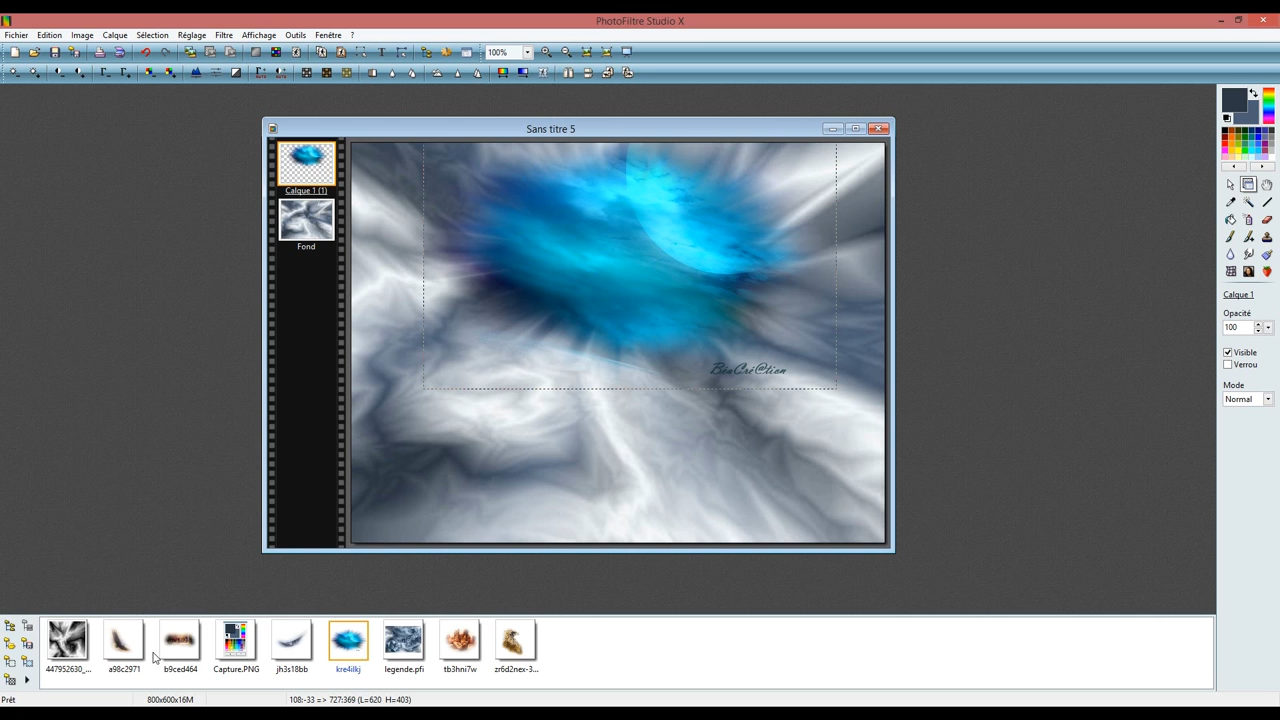 PhotoFiltre Studio X
Fichier Edition Image Calque Sélection Réglage Filtre Affichage Outils Fenêtre ?
100%
Sans titre 5
Calque 1 (1)
Fond
BéaCré@tion
Calque 1
Opacité
100
Visible
Verrou
Mode
Normal
447952630_... a98c2971 b9ced464 Capture.PNG jh3s18bb kre4ilkj legende.pfi tb3hni7w zr6d2nex-3...
Prêt 800x600x16M 108:-33 => 727:369 (L=620 H=403)